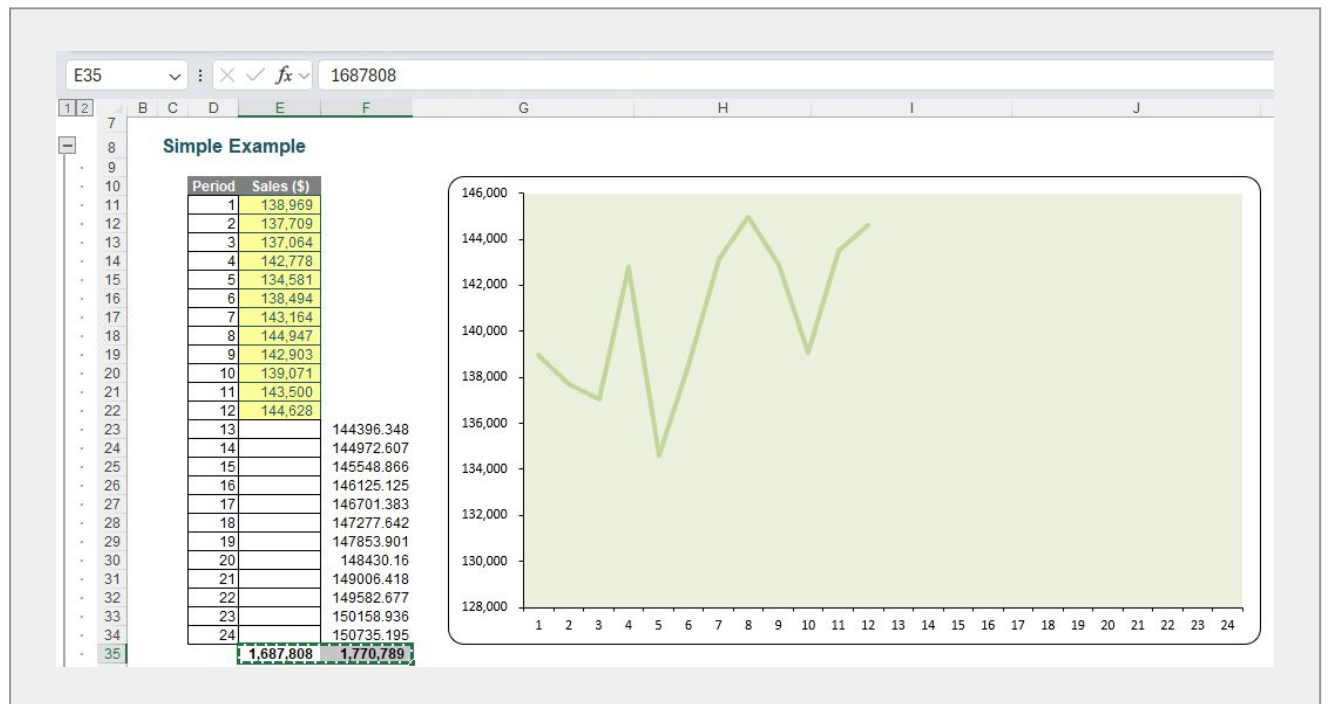 E35 fx 1687808
1 2 B C D E F G H I J
7
8 Simple Example
9
10 Period Sales ($)
11 1 138,969
12 2 137,709
13 3 137,064
14 4 142,778
15 5 134,581
16 6 138,494
17 7 143,164
18 8 144,947
19 9 142,903
20 10 139,071
21 11 143,500
22 12 144,628
23 13 144396.348
24 14 144972.607
25 15 145548.866
26 16 146125.125
27 17 146701.383
28 18 147277.642
29 19 147853.901
30 20 148430.16
31 21 149006.418
32 22 149582.677
33 23 150158.936
34 24 150735.195
35 1,687,808 1,770,789
146,000
144,000
142,000
140,000
138,000
136,000
134,000
132,000
130,000
128,000
1 2 3 4 5 6 7 8 9 10 11 12 13 14 15 16 17 18 19 20 21 22 23 24